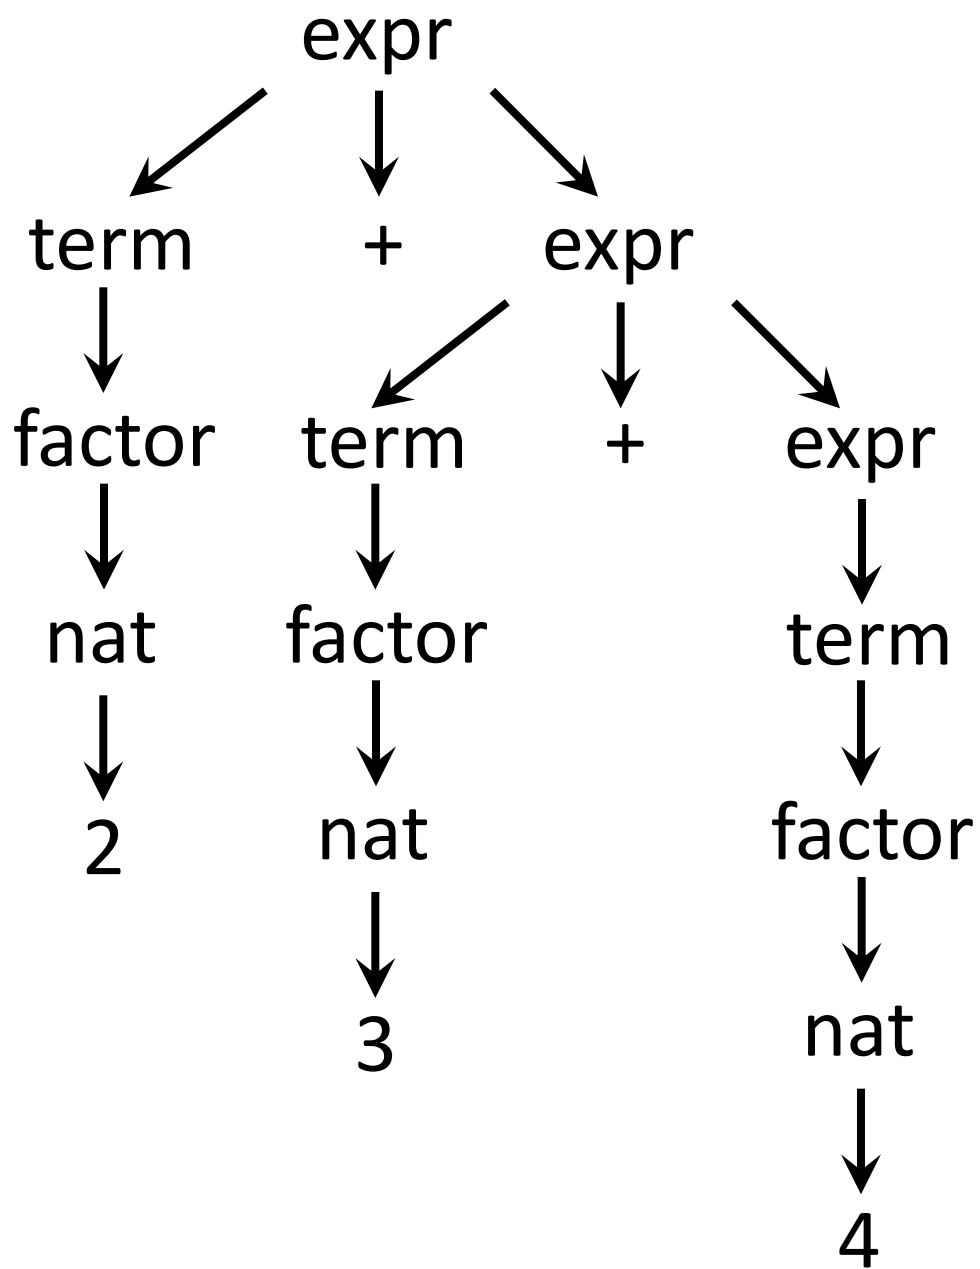 expr
term + expr
factor term + expr
nat factor term
2 nat factor
3 nat
4